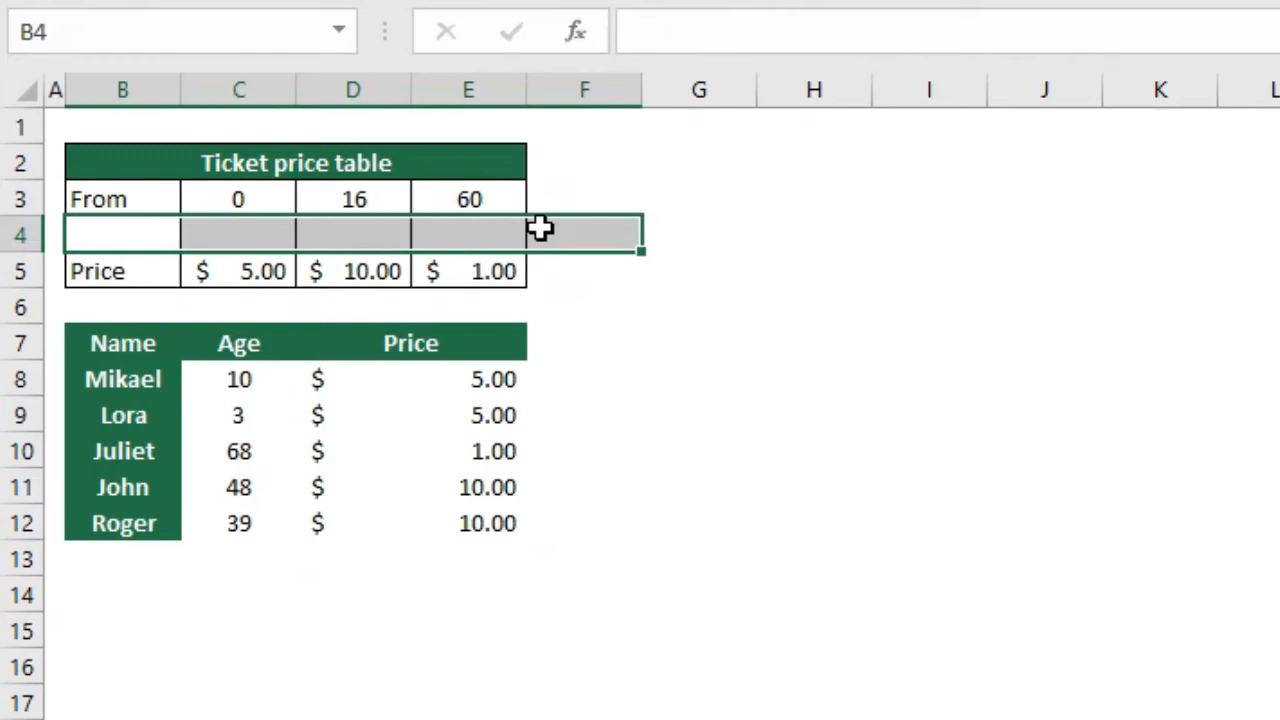 B4 fx
A B C D E F G H I J K L
1
2 Ticket price table
3 From 0 16 60
4
5 Price $ 5.00 $ 10.00 $ 1.00
6
7 Name Age Price
8 Mikael 10 $ 5.00
9 Lora 3 $ 5.00
10 Juliet 68 $ 1.00
11 John 48 $ 10.00
12 Roger 39 $ 10.00
13
14
15
16
17